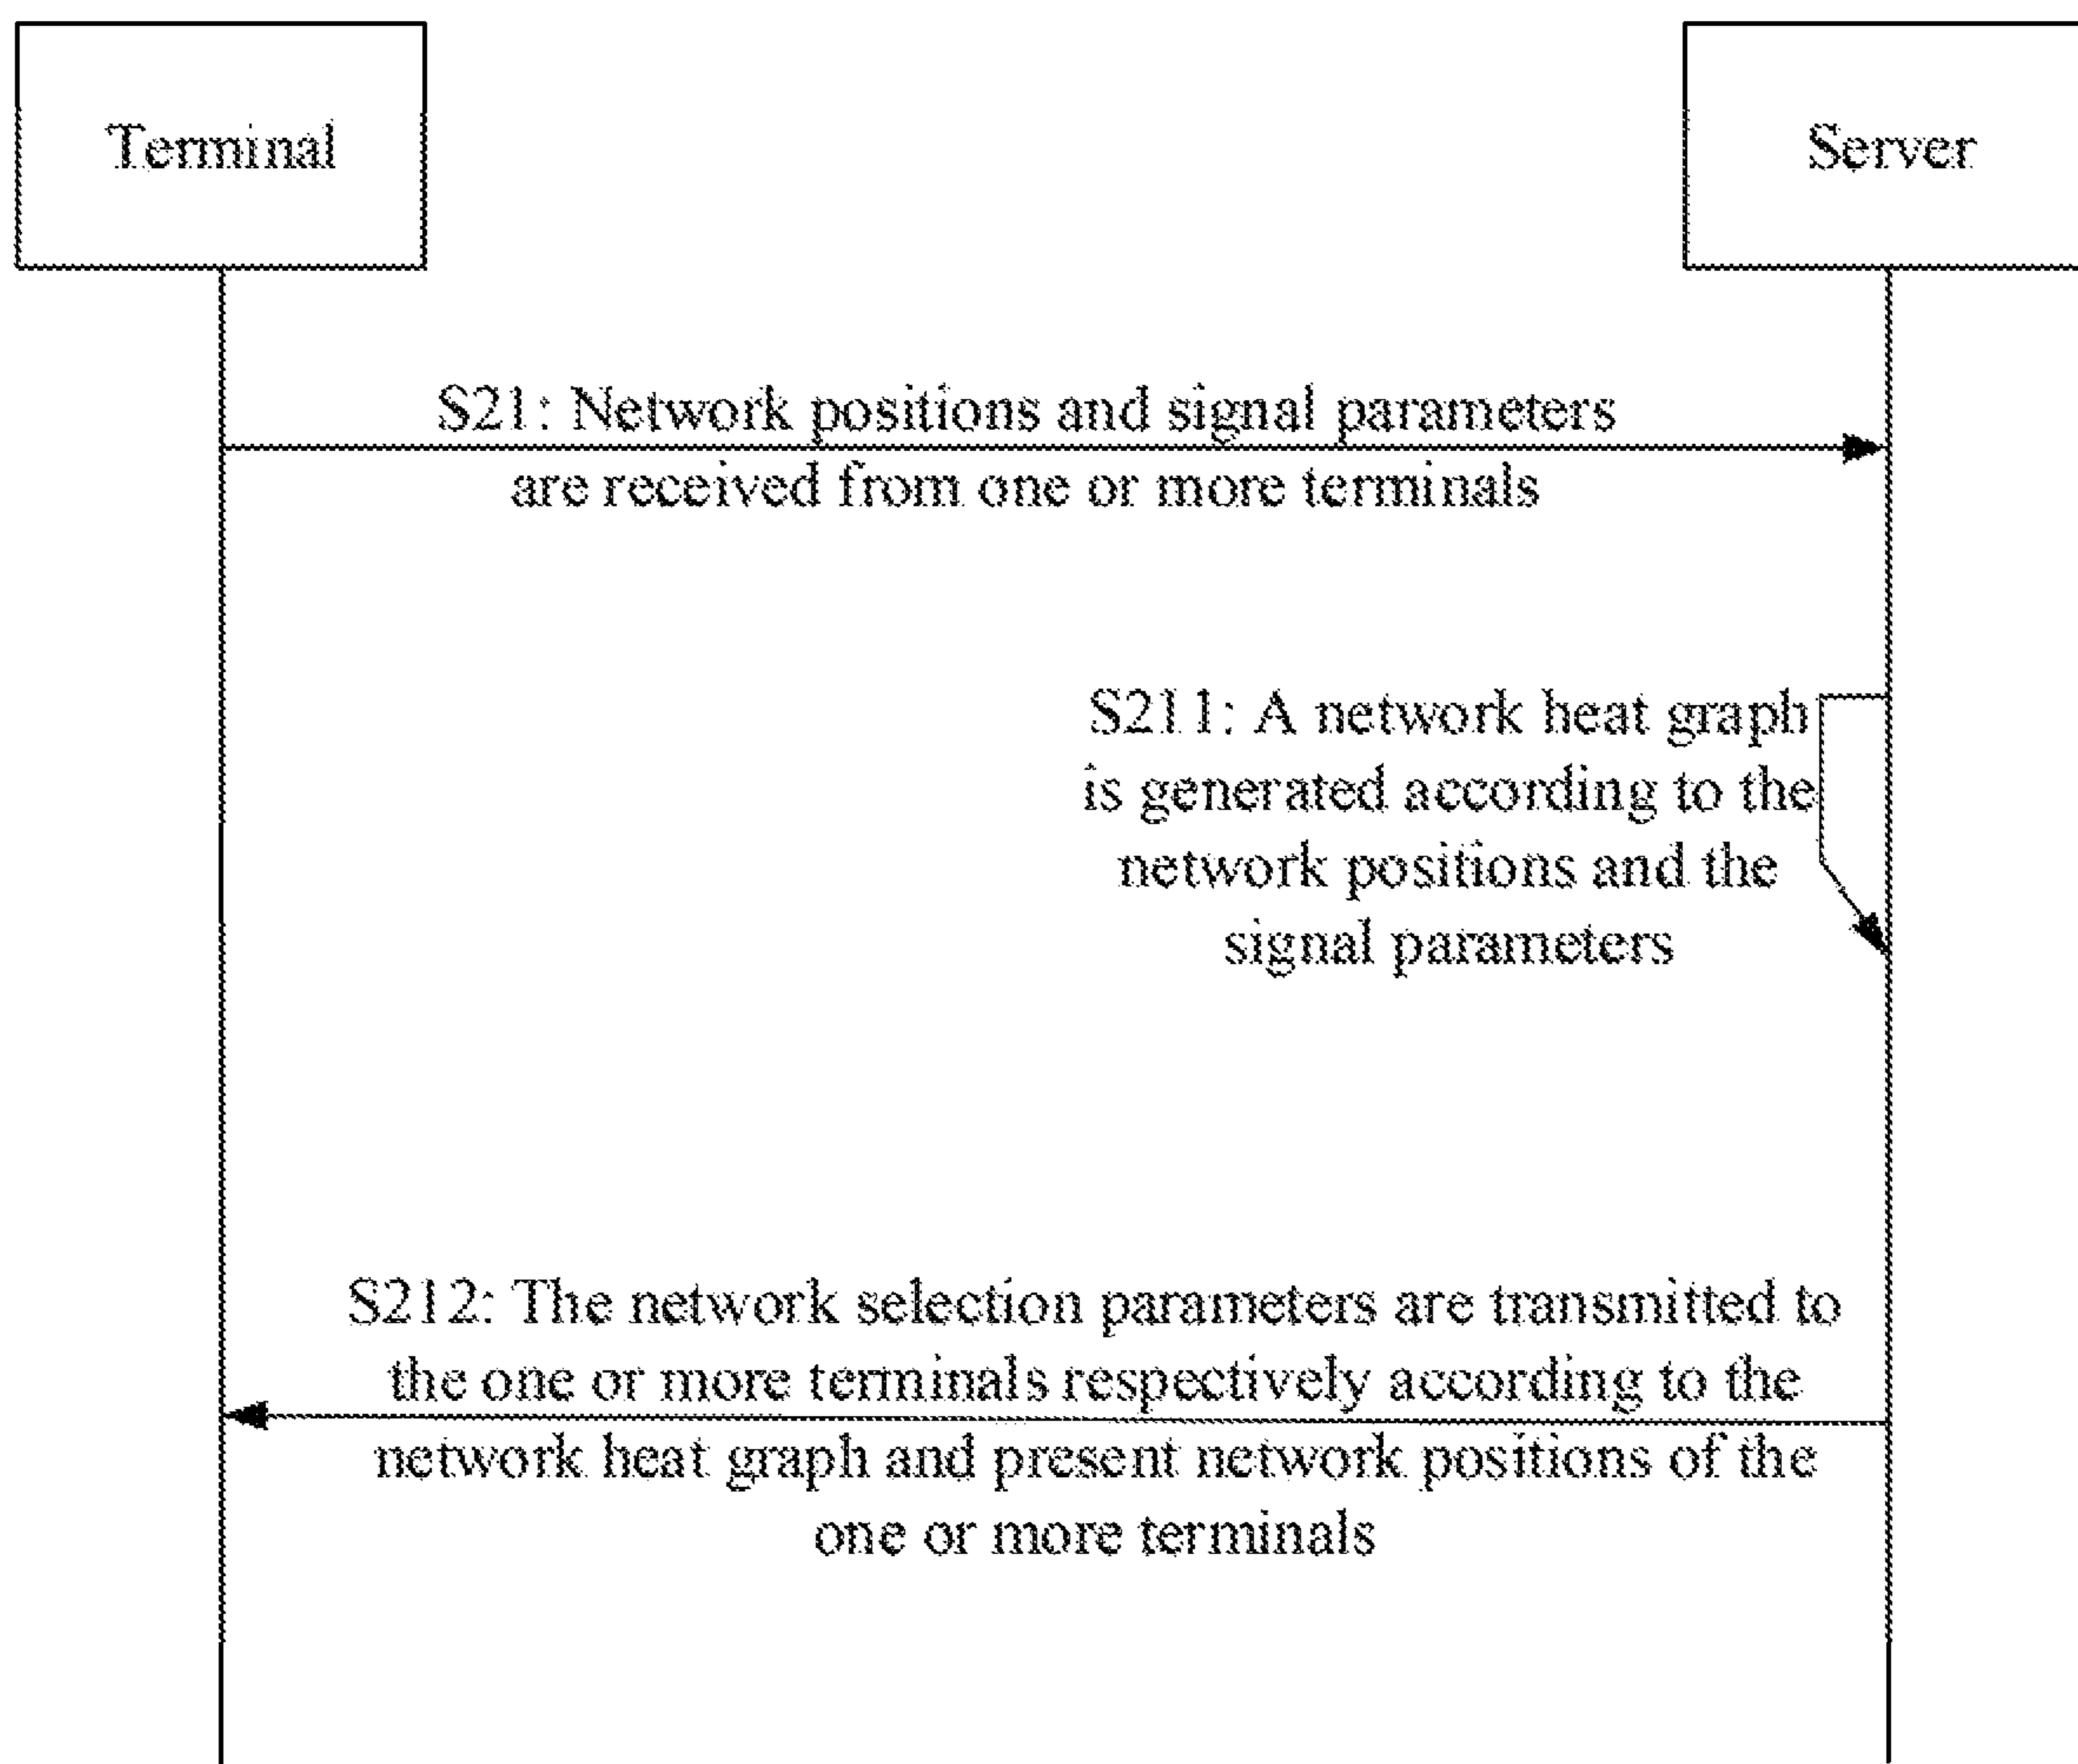 Terminal
Server
S21: Network positions and signal parameters
are received from one or more terminals
S211: A network heat graph
is generated according to the
network positions and the
signal parameters
S212: The network selection parameters are transmitted to
the one or more terminals respectively according to the
network heat graph and present network positions of the
one or more terminals